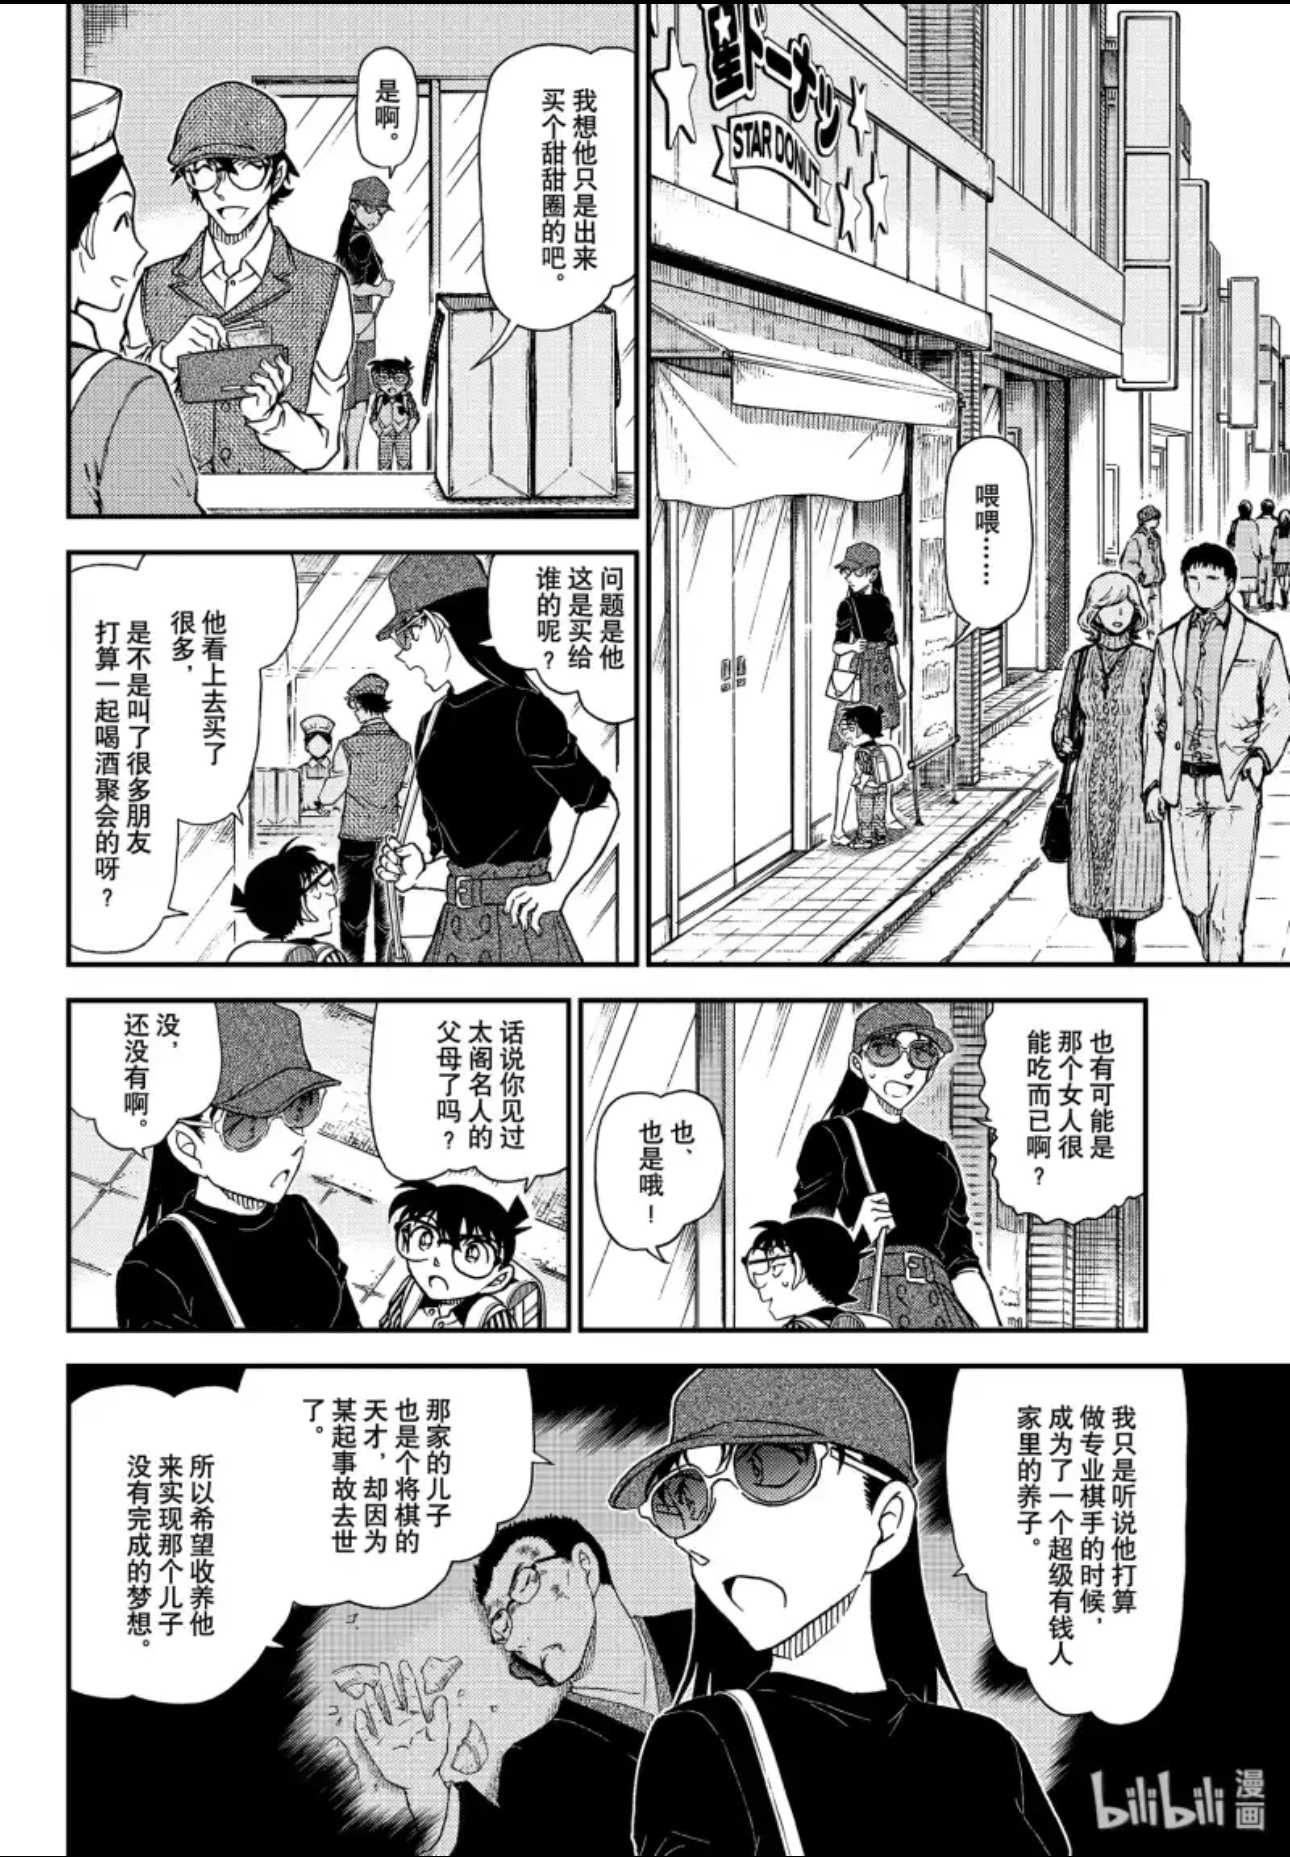 星ドーナツ
STAR DONUT
喂喂……
我想他只是出来
买个甜甜圈的吧。
是啊。
问题是他
这是买给
谁的呢？
他看上去买了
很多，
是不是叫了很多朋友
打算一起喝酒聚会的呀？
也有可能是
那个女人很
能吃而已啊？
也、
也是哦！
话说你见过
太阁名人的
父母了吗？
没，
还没有啊。
我只是听说他打算
做专业棋手的时候，
成为了一个超级有钱人
家里的养子。
那家的儿子
也是个将棋的
天才，却因为
某起事故去世
了。
所以希望收养他
来实现那个儿子
没有完成的梦想。
bilibili
漫画